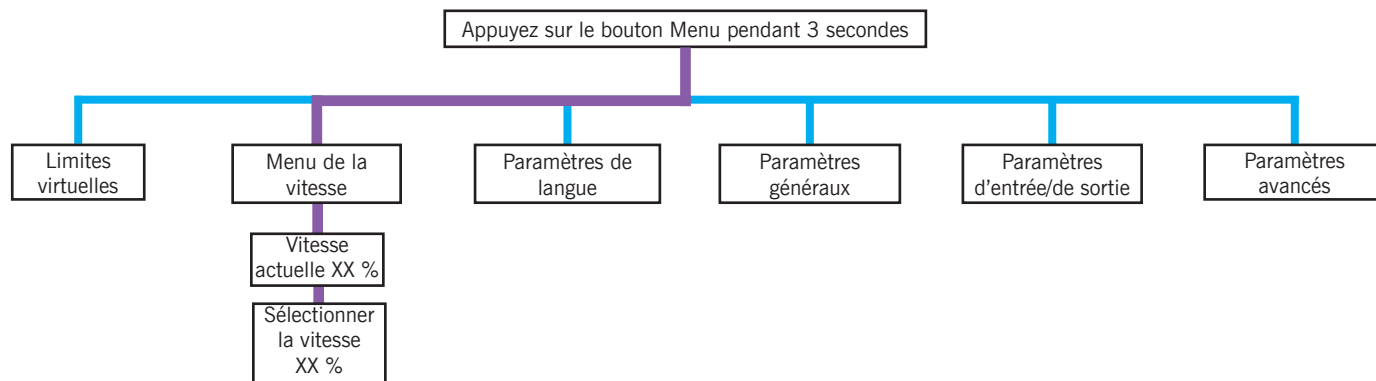 Appuyez sur le bouton Menu pendant 3 secondes
Limites
virtuelles
Menu de la
vitesse
Paramètres de
langue
Paramètres
généraux
Paramètres
d'entrée/de sortie
Paramètres
avancés
Vitesse
actuelle XX %
Sélectionner
la vitesse
XX %